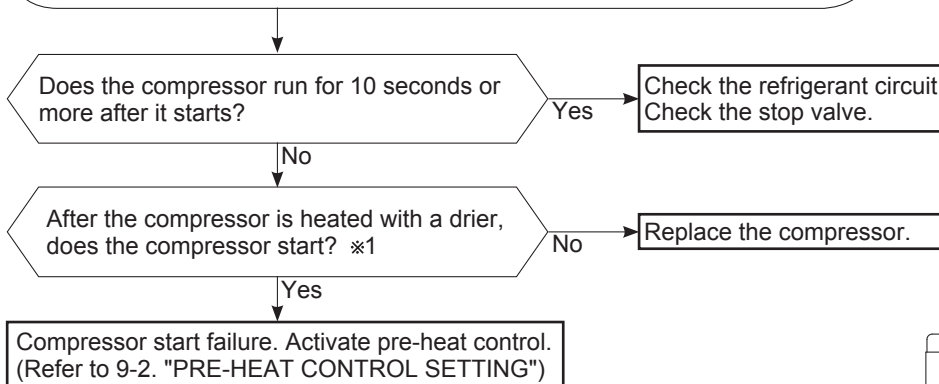 Does the compressor run for 10 seconds or
more after it starts?
Yes
Check the refrigerant circuit
Check the stop valve.
No
After the compressor is heated with a drier,
does the compressor start? ※1
No
Replace the compressor.
Yes
Compressor start failure. Activate pre-heat control.
(Refer to 9-2. "PRE-HEAT CONTROL SETTING")